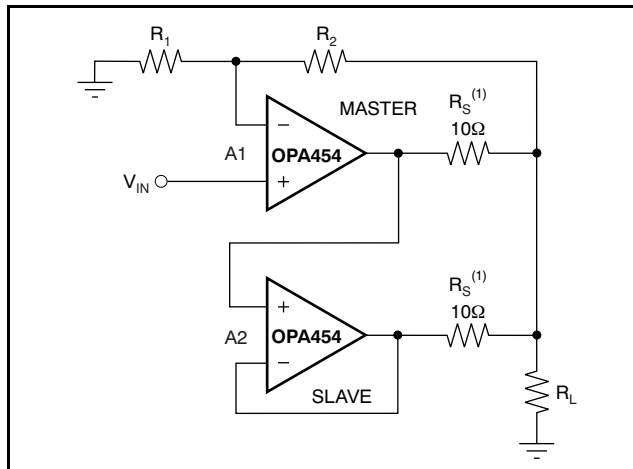 R1 R2
MASTER
RS(1)
10Ω
−
A1 OPA454
+
VIN
RS(1)
10Ω
+
A2 OPA454
−
SLAVE
RL